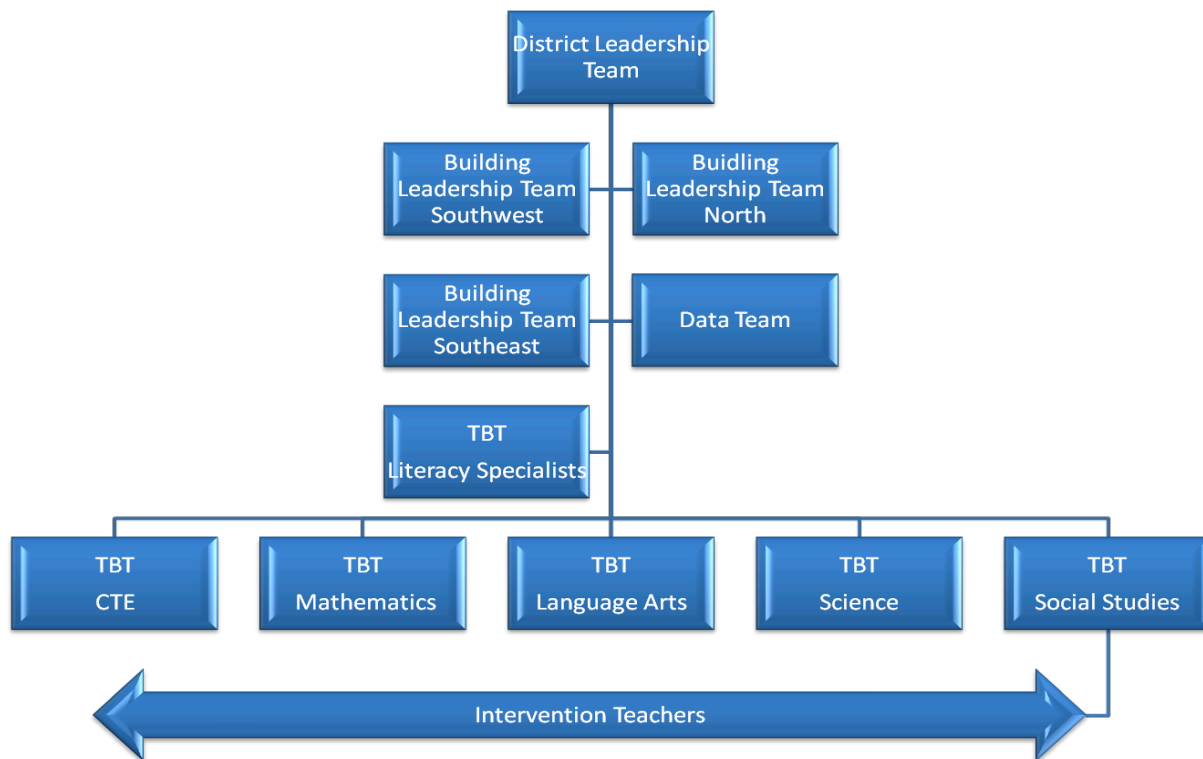 District Leadership
Team
Building
Leadership Team
Southwest
Buidling
Leadership Team
North
Building
Leadership Team
Southeast
Data Team
TBT
Literacy Specialists
TBT
CTE
TBT
Mathematics
TBT
Language Arts
TBT
Science
TBT
Social Studies
Intervention Teachers